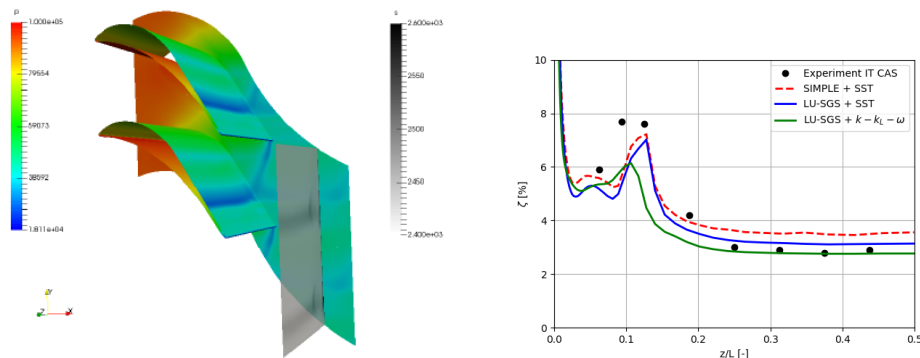 p
1.000e+05
79554
59073
38592
1.811e+04
s
2.600e+03
2550
2500
2450
2.400e+03
Y
Z
X
10
8
6
4
2
0
ζ [%]
0.0
0.1
0.2
0.3
0.4
0.5
z/L [-]
Experiment IT CAS
SIMPLE + SST
LU-SGS + SST
LU-SGS + k − k_L − ω